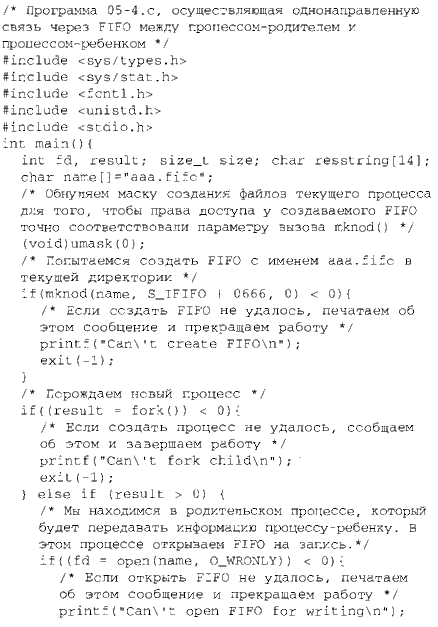 /* Программа 05-4.c, осуществляющая однонаправленную
связь через FIFO между процессом-родителем и
процессом-ребенком */
#include <sys/types.h>
#include <sys/stat.h>
#include <fcntl.h>
#include <unistd.h>
#include <stdio.h>
int main(){
int fd, result; size_t size; char resstring[14];
char name[]="aaa.fifo";
/* Обнуляем маску создания файлов текущего процесса
для того, чтобы права доступа у создаваемого FIFO
точно соответствовали параметру вызова mknod() */
(void)umask(0);
/* Попытаемся создать FIFO с именем aaa.fifo в
текущей директории */
if(mknod(name, S_IFIFO | 0666, 0) < 0){
/* Если создать FIFO не удалось, печатаем об
этом сообщение и прекращаем работу */
printf("Can\'t create FIFO\n");
exit(-1);
}
/* Порождаем новый процесс */
if((result = fork()) < 0){
/* Если создать процесс не удалось, сообщаем
об этом и завершаем работу */
printf("Can\'t fork child\n");
exit(-1);
} else if (result > 0) {
/* Мы находимся в родительском процессе, который
будет передавать информацию процессу-ребенку. В
этом процессе открываем FIFO на запись.*/
if((fd = open(name, O_WRONLY)) < 0){
/* Если открыть FIFO не удалось, печатаем
об этом сообщение и прекращаем работу */
printf("Can\'t open FIFO for writing\n");